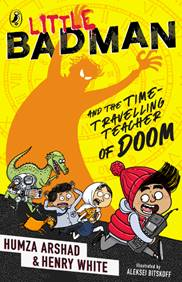 LITTLE
BADMAN
AND THE TIME-
TRAVELLING
TEACHER
OF DOOM
HUMZA ARSHAD
& HENRY WHITE
Illustrated by
ALEKSEI BITSKOFF